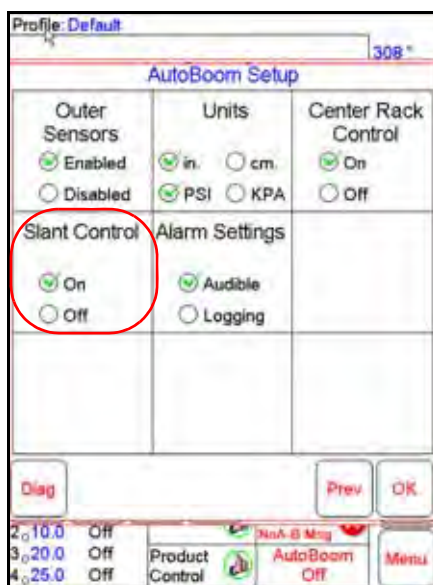 Profile: Default
308 °
AutoBoom Setup
Outer Sensors
Enabled
Disabled
Units
in. cm.
PSI KPA
Center Rack Control
On
Off
Slant Control
On
Off
Alarm Settings
Audible
Logging
Diag
Prev
OK
2 10.0 Off
3 20.0 Off
4 25.0 Off
Product Control
NoA-B Msg
AutoBoom Off
Menu